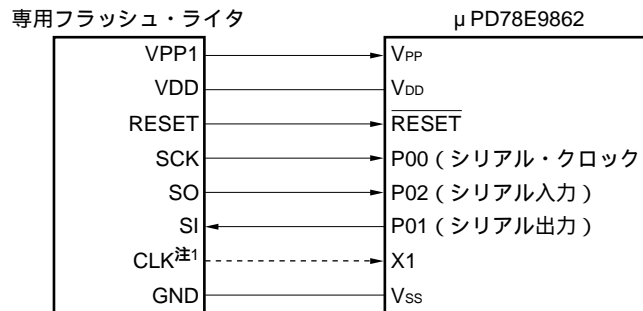 専用フラッシュ・ライタ μPD78E9862
VPP1 VPP
VDD VDD
RESET RESET
SCK P00（シリアル・クロック
SO P02（シリアル入力）
SI P01（シリアル出力）
CLK注1 X1
GND VSS